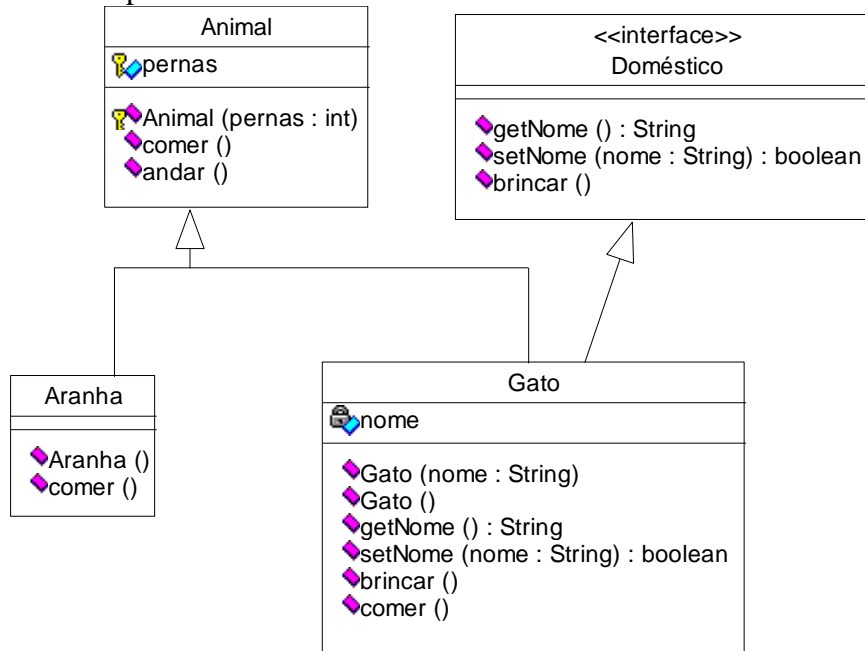 Animal
pernas
Animal (pernas : int)
comer ()
andar ()
<<interface>>
Doméstico
getNome () : String
setNome (nome : String) : boolean
brincar ()
Aranha
Aranha ()
comer ()
Gato
nome
Gato (nome : String)
Gato ()
getNome () : String
setNome (nome : String) : boolean
brincar ()
comer ()